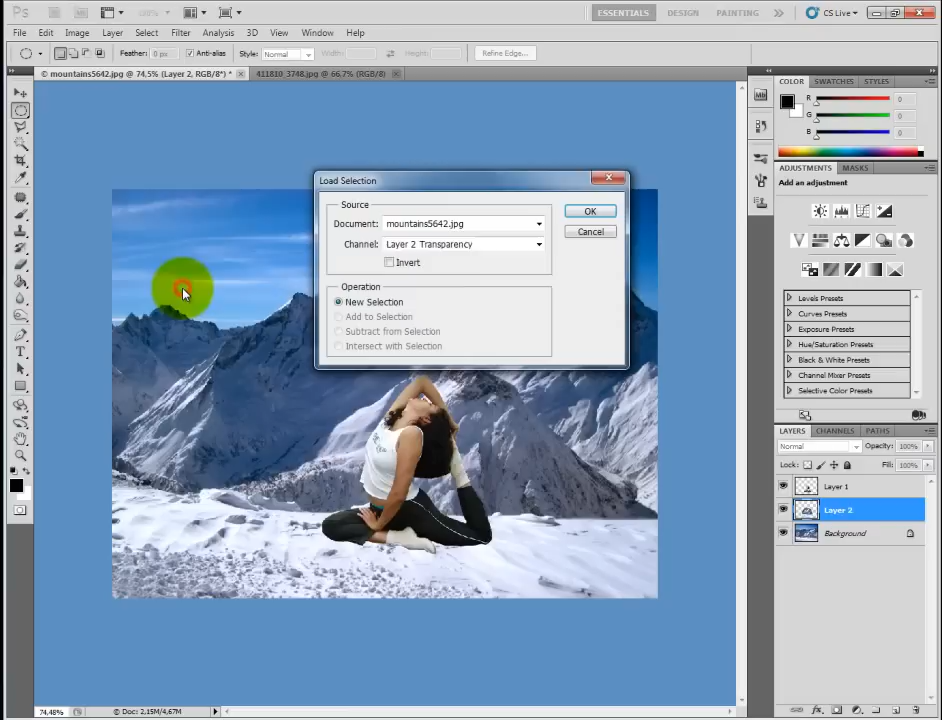 Ps Mb 148% ESSENTIALS DESIGN PAINTING CS Live
File Edit Image Layer Select Filter Analysis 3D View Window Help
Feather: 0 px Anti-alias Style: Normal Width: Height: Refine Edge...
© mountains5642.jpg @ 74,5% (Layer 2, RGB/8*) * 411810_3748.jpg @ 66.7% (RGB/8)
COLOR SWATCHES STYLES
R 0
G 0
B 0
Mb
ADJUSTMENTS MASKS
Add an adjustment
Levels Presets
Curves Presets
Exposure Presets
Hue/Saturation Presets
Black & White Presets
Channel Mixer Presets
Selective Color Presets
Load Selection
Source
Document: mountains5642.jpg
Channel: Layer 2 Transparency
Invert
OK
Cancel
Operation
New Selection
Add to Selection
Subtract from Selection
Intersect with Selection
LAYERS CHANNELS PATHS
Normal Opacity: 100%
Lock: Fill: 100%
Layer 1
Layer 2
Background
T
74,48% © Doc: 2,15M/4,67M
fx